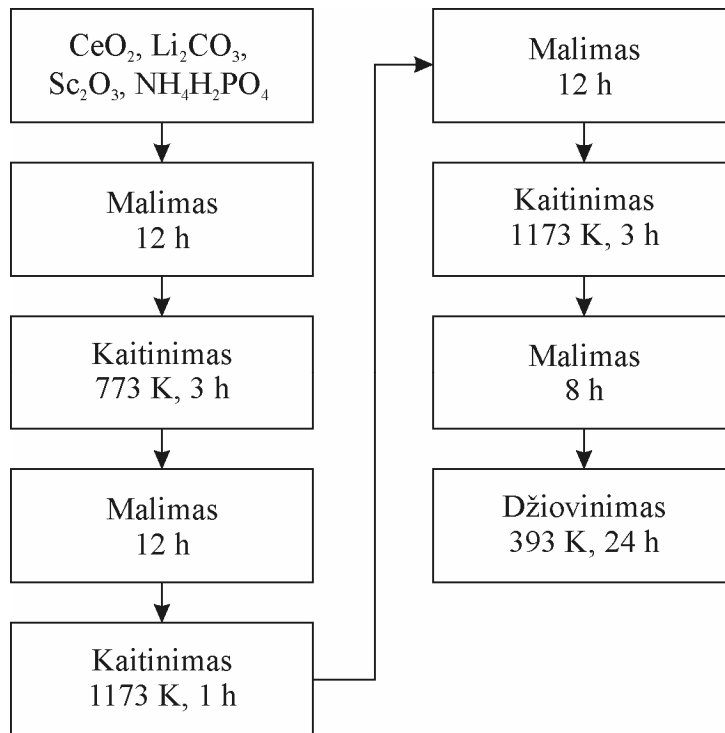 CeO₂, Li₂CO₃,
Sc₂O₃, NH₄H₂PO₄
Malimas
12 h
Kaitinimas
773 K, 3 h
Malimas
12 h
Kaitinimas
1173 K, 1 h
Malimas
12 h
Kaitinimas
1173 K, 3 h
Malimas
8 h
Džiovinimas
393 K, 24 h